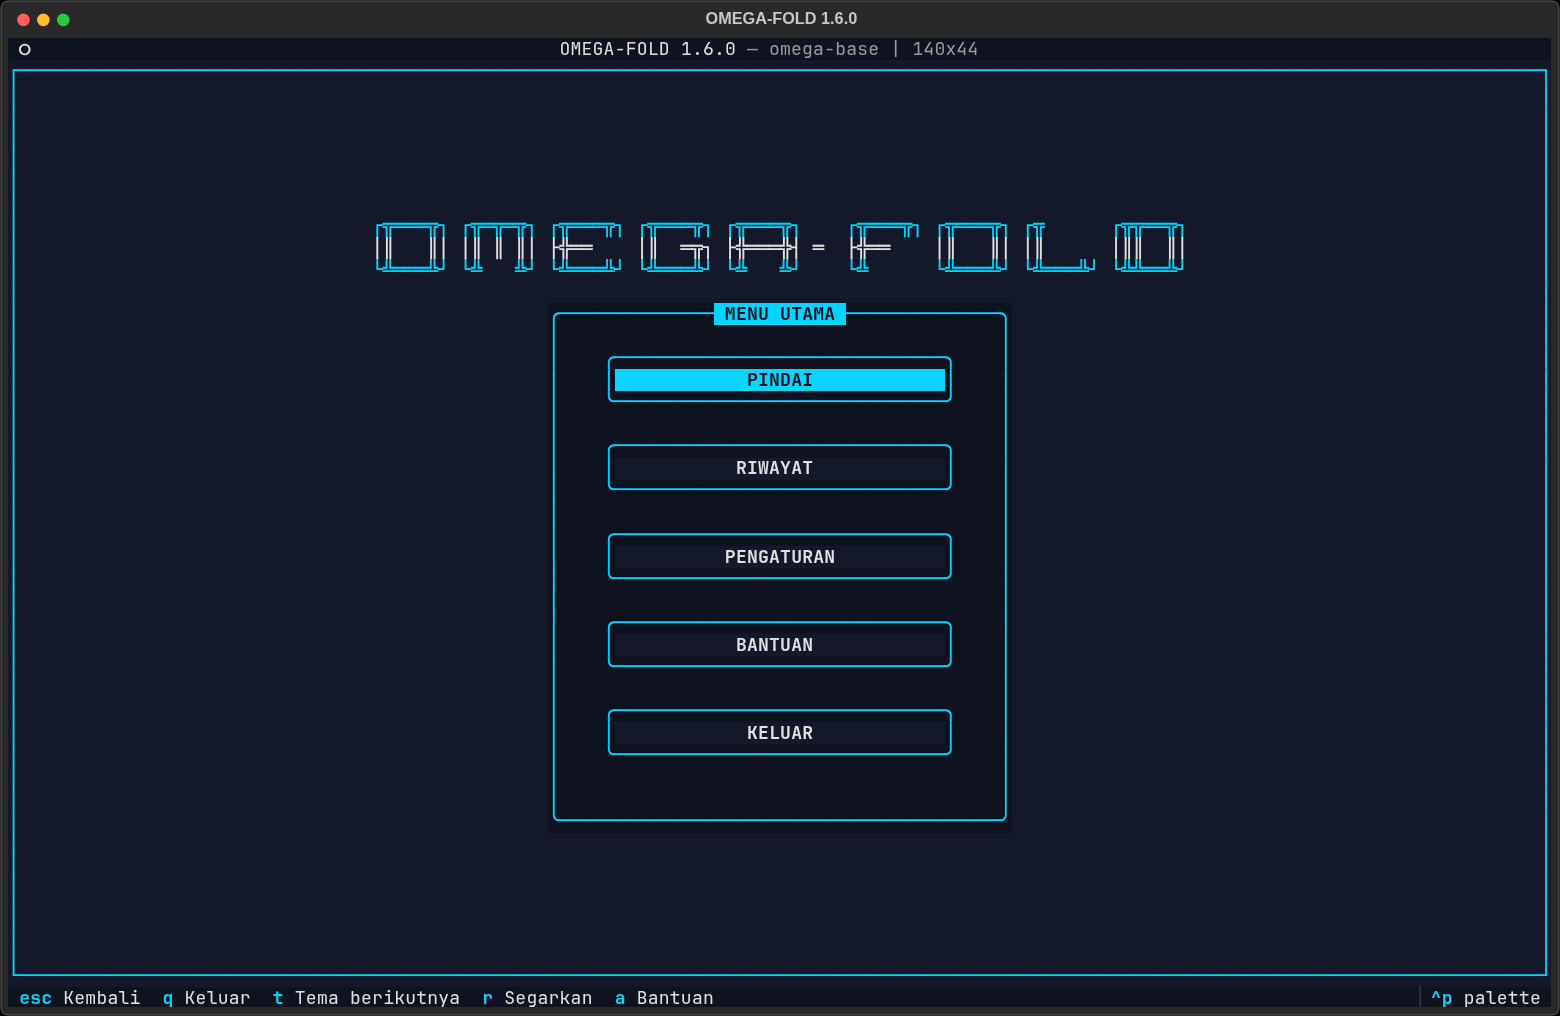 OMEGA-FOLD 1.6.0
OMEGA-FOLD 1.6.0 — omega-base | 140x44
OMEGA-FOLD
MENU UTAMA
PINDAI
RIWAYAT
PENGATURAN
BANTUAN
KELUAR
esc Kembali q Keluar t Tema berikutnya r Segarkan a Bantuan ^p palette